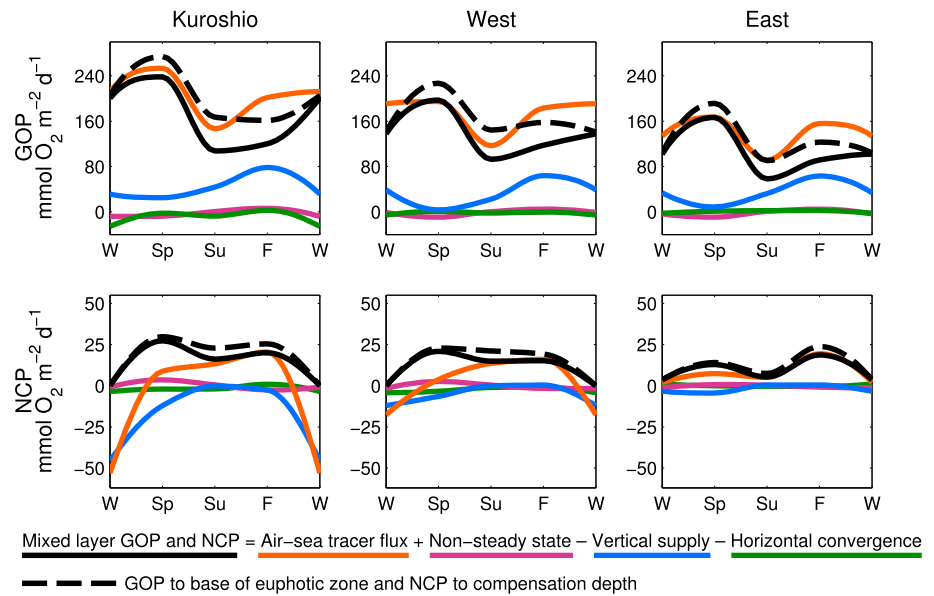 Kuroshio West East
GOP
mmol O2 m−2 d−1
240
160
80
0
W Sp Su F W
240
160
80
0
W Sp Su F W
240
160
80
0
W Sp Su F W
NCP
mmol O2 m−2 d−1
50
25
0
−25
−50
W Sp Su F W
50
25
0
−25
−50
W Sp Su F W
50
25
0
−25
−50
W Sp Su F W
Mixed layer GOP and NCP = Air−sea tracer flux + Non−steady state − Vertical supply − Horizontal convergence
GOP to base of euphotic zone and NCP to compensation depth